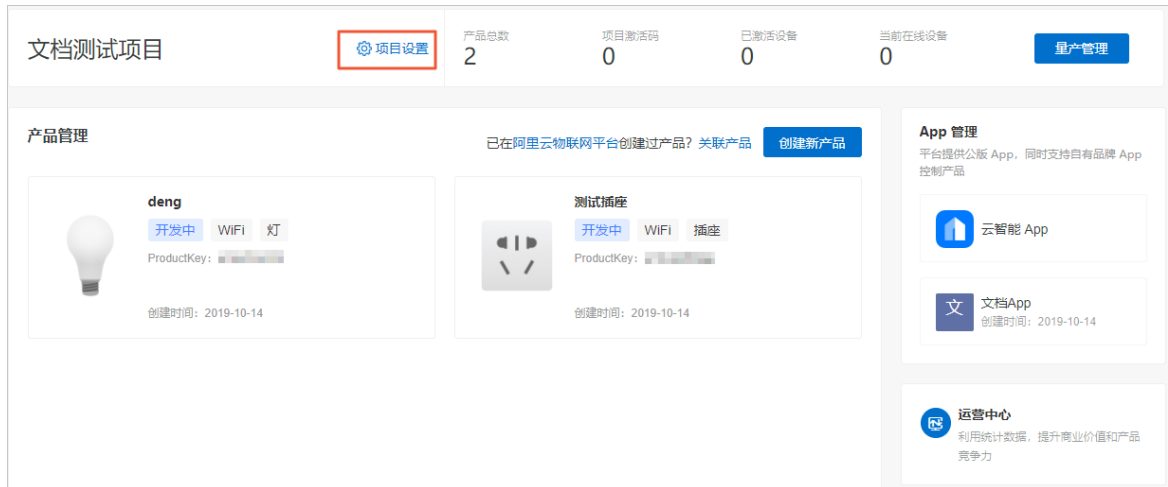 文档测试项目
项目设置
产品总数
2
项目激活码
0
已激活设备
0
当前在线设备
0
量产管理
产品管理
已在阿里云物联网平台创建过产品? 关联产品
创建新产品
deng
开发中 WiFi 灯
ProductKey:
创建时间: 2019-10-14
测试插座
开发中 WiFi 插座
ProductKey:
创建时间: 2019-10-14
App 管理
平台提供公版 App, 同时支持自有品牌 App
控制产品
云智能 App
文
文档App
创建时间: 2019-10-14
运营中心
利用统计数据, 提升商业价值和产品
竞争力